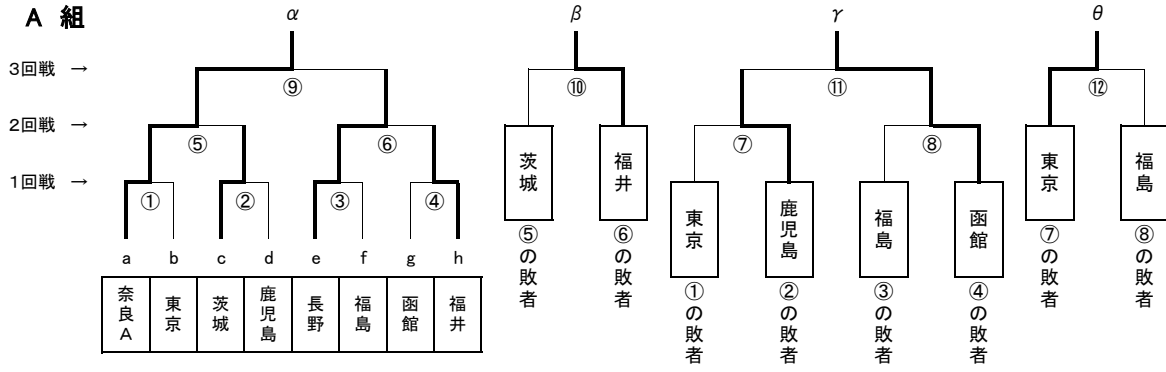 A 組
α β γ θ
3回戦 →
⑨ ⑩ ⑪ ⑫
2回戦 →
⑤ ⑥ ⑦ ⑧
茨城 福井 東京 福島
1回戦 →
① ② ③ ④
東京 鹿児島 福島 函館
⑤の敗者 ⑥の敗者 ⑦の敗者 ⑧の敗者
a b c d e f g h
①の敗者 ②の敗者 ③の敗者 ④の敗者
奈良A 東京 茨城 鹿児島 長野 福島 函館 福井